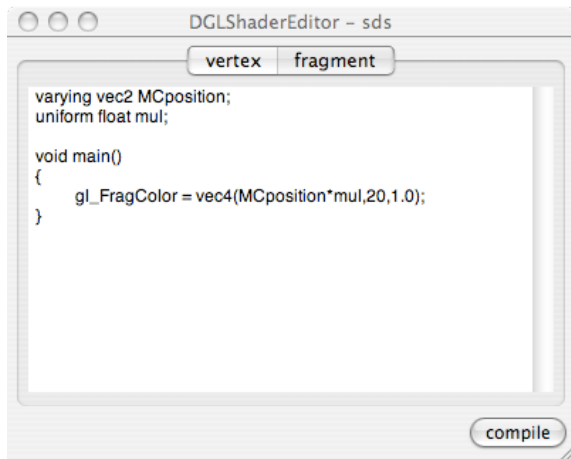 DGLShaderEditor – sds
vertex fragment
varying vec2 MCposition;
uniform float mul;
void main()
{
gl_FragColor = vec4(MCposition*mul,20,1.0);
}
compile